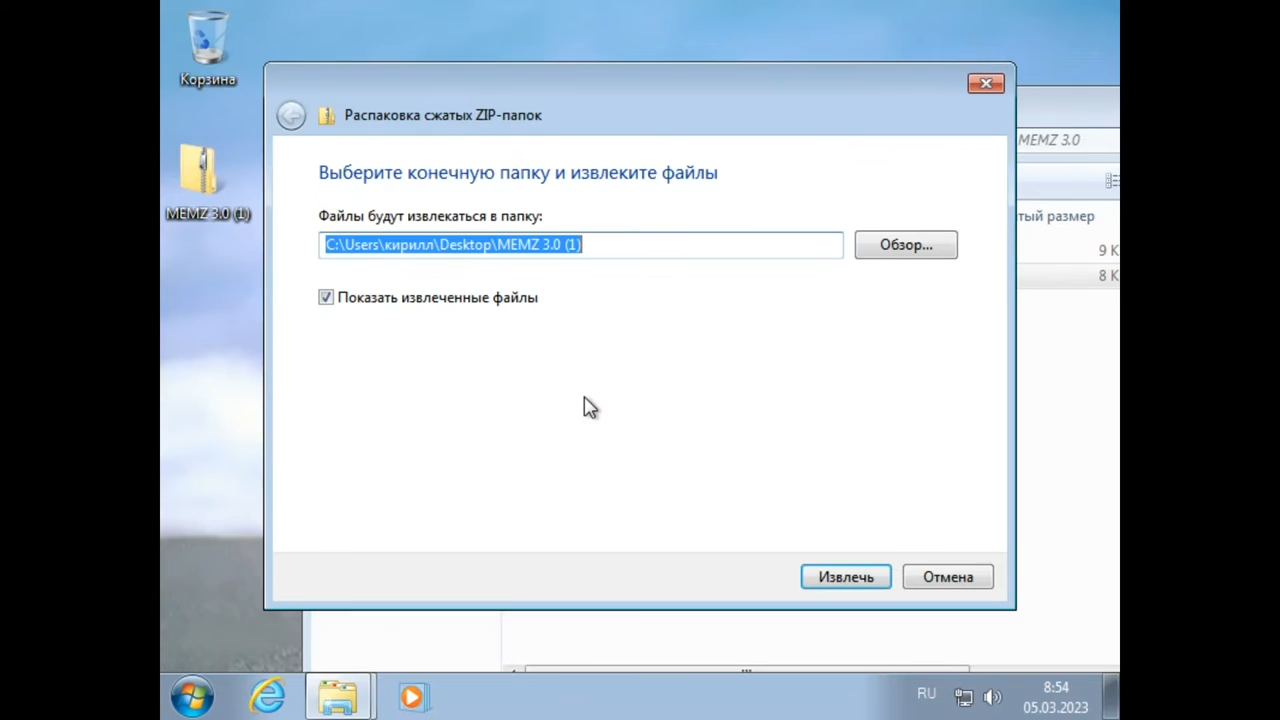 Корзина
MEMZ 3.0 (1)
Распаковка сжатых ZIP-папок
Выберите конечную папку и извлеките файлы
Файлы будут извлекаться в папку:
C:\Users\кирилл\Desktop\MEMZ 3.0 (1)
Обзор...
Показать извлеченные файлы
Извлечь
Отмена
MEMZ 3.0
тый размер
9 К
8 К
RU
8:54
05.03.2023